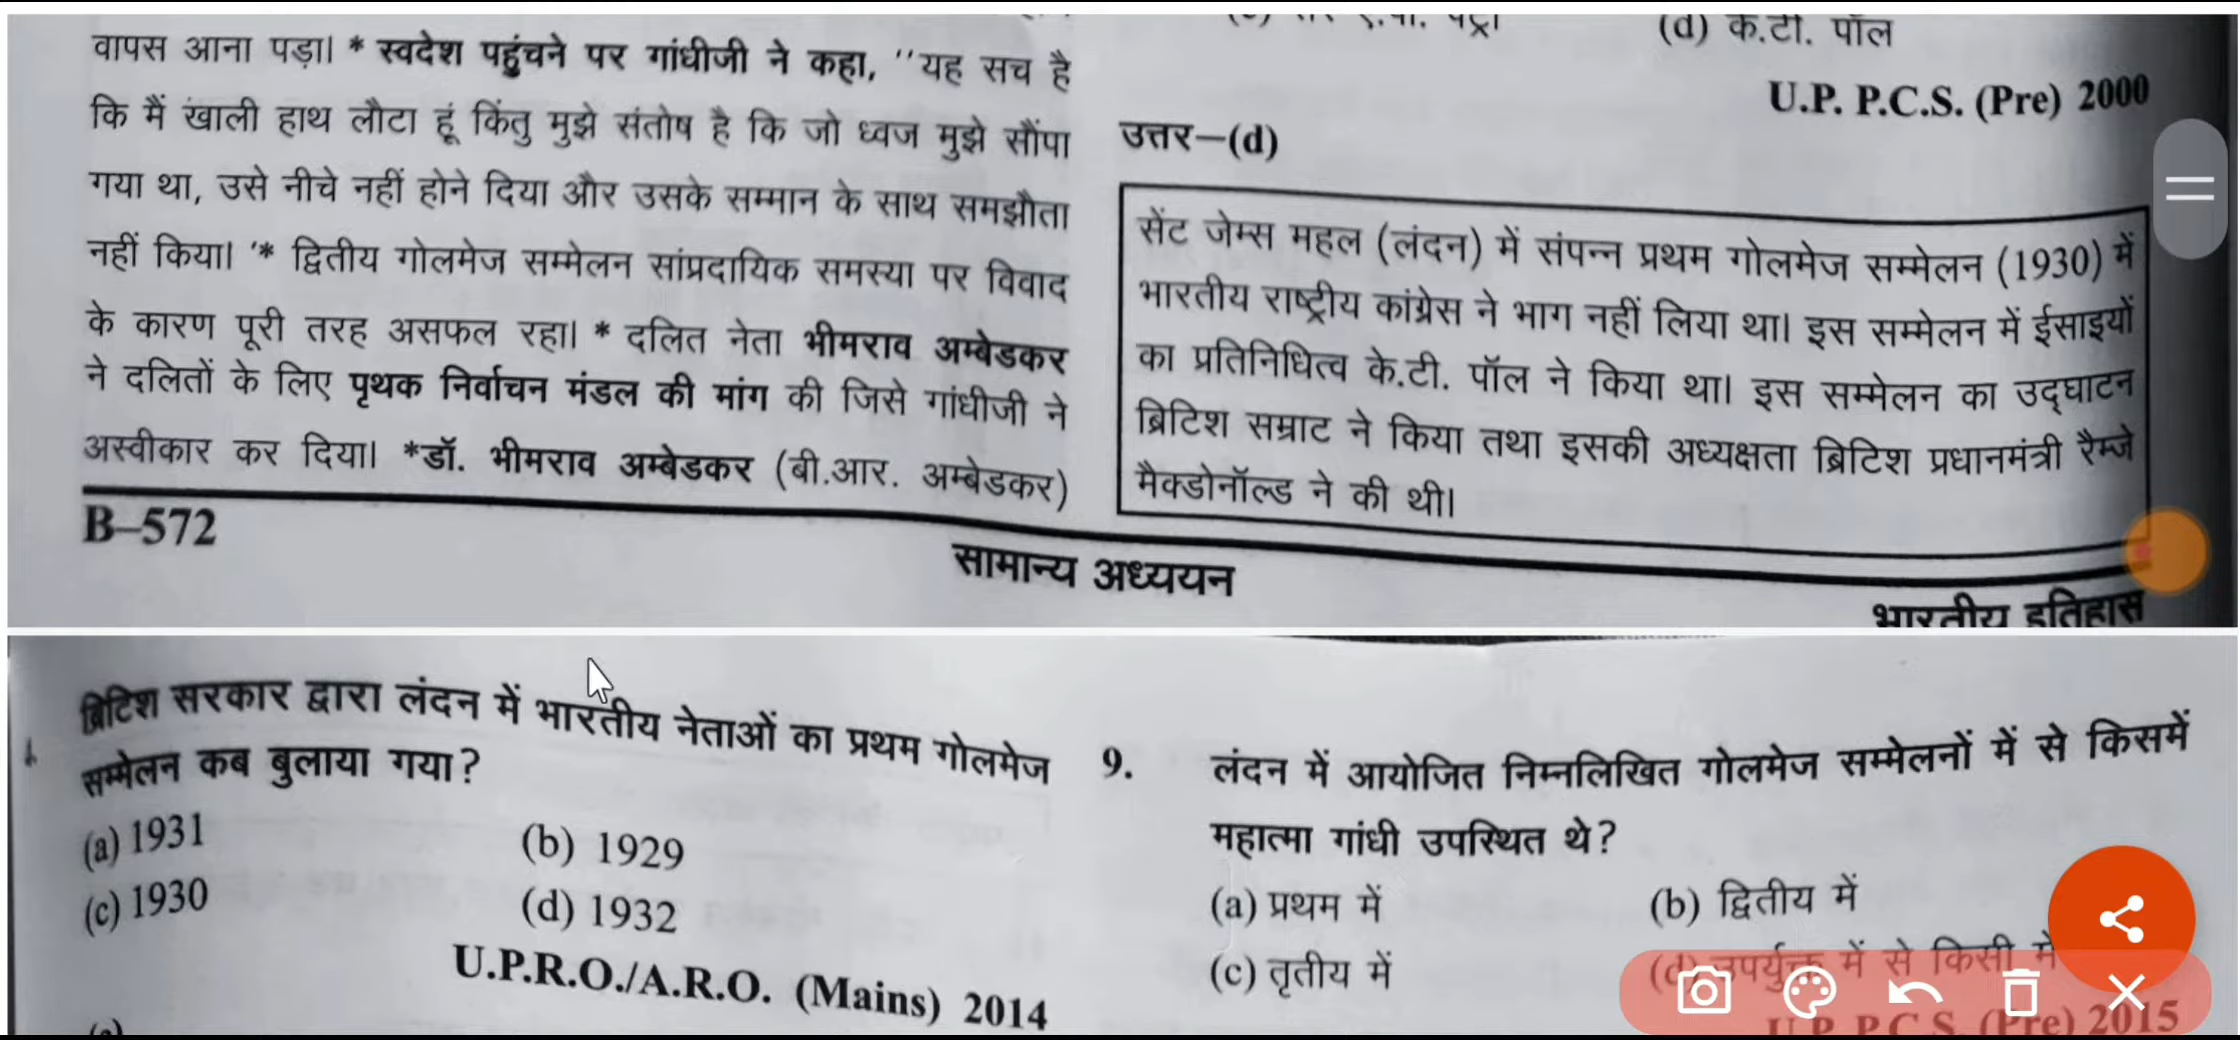 वापस आना पड़ा। * स्वदेश पहुंचने पर गांधीजी ने कहा, ''यह सच है
कि मैं खाली हाथ लौटा हूं किंतु मुझे संतोष है कि जो ध्वज मुझे सौंपा
गया था, उसे नीचे नहीं होने दिया और उसके सम्मान के साथ समझौता
नहीं किया। '* द्वितीय गोलमेज सम्मेलन सांप्रदायिक समस्या पर विवाद
के कारण पूरी तरह असफल रहा। * दलित नेता भीमराव अम्बेडकर
ने दलितों के लिए पृथक निर्वाचन मंडल की मांग की जिसे गांधीजी ने
अस्वीकार कर दिया। *डॉ. भीमराव अम्बेडकर (बी.आर. अम्बेडकर)
(d) के.टी. पॉल
U.P. P.C.S. (Pre) 2000
उत्तर—(d)
सेंट जेम्स महल (लंदन) में संपन्न प्रथम गोलमेज सम्मेलन (1930) में
भारतीय राष्ट्रीय कांग्रेस ने भाग नहीं लिया था। इस सम्मेलन में ईसाइयों
का प्रतिनिधित्व के.टी. पॉल ने किया था। इस सम्मेलन का उद्घाटन
ब्रिटिश सम्राट ने किया तथा इसकी अध्यक्षता ब्रिटिश प्रधानमंत्री रैम्जे
मैक्डोनॉल्ड ने की थी।
B–572
सामान्य अध्ययन
भारतीय इतिहास
ब्रिटिश सरकार द्वारा लंदन में भारतीय नेताओं का प्रथम गोलमेज
सम्मेलन कब बुलाया गया?
(a) 1931
(b) 1929
(c) 1930
(d) 1932
U.P.R.O./A.R.O. (Mains) 2014
9. लंदन में आयोजित निम्नलिखित गोलमेज सम्मेलनों में से किसमें
महात्मा गांधी उपस्थित थे?
(a) प्रथम में
(b) द्वितीय में
(c) तृतीय में
(d) उपर्युक्त में से किसी में
U.P.P.C.S. (Pre) 2015